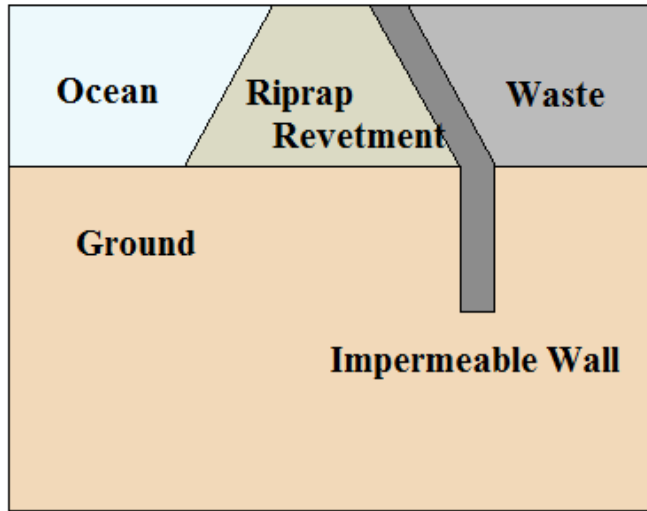 Ocean
Riprap
Revetment
Waste
Ground
Impermeable Wall